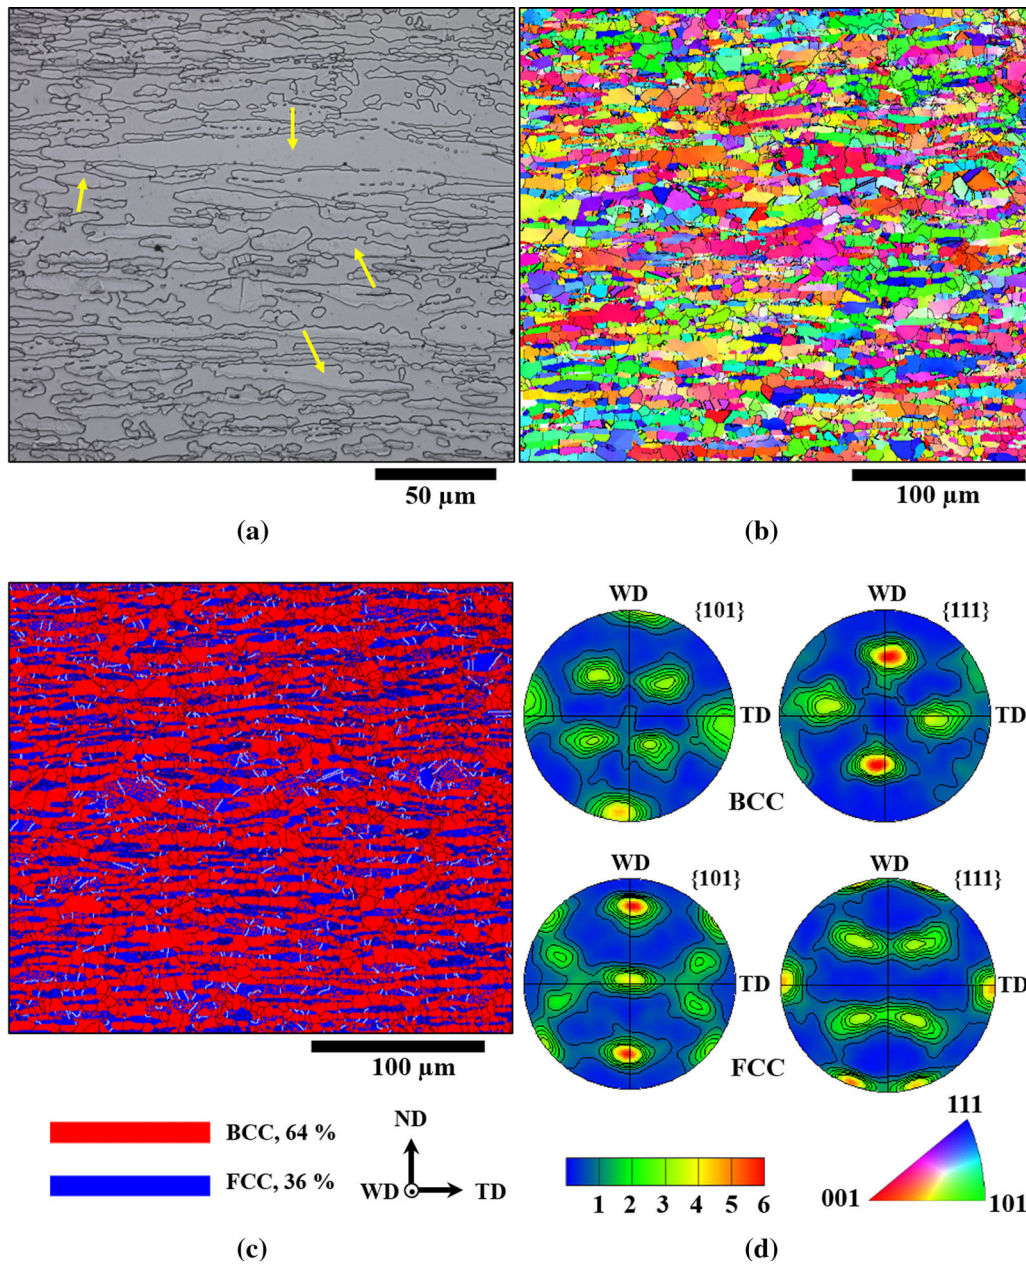 50 µm
100 µm
(a)
(b)
WD
{101}
WD
{111}
TD
TD
BCC
WD
{101}
WD
{111}
TD
TD
FCC
100 µm
BCC, 64 %
FCC, 36 %
ND
WD
TD
1 2 3 4 5 6
111
001
101
(c)
(d)